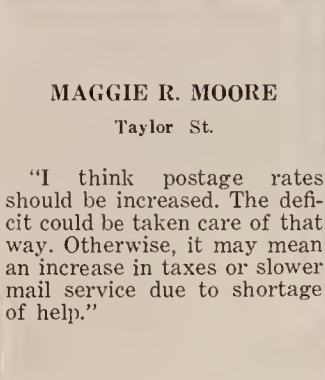 MAGGIE R. MOORE
Taylor St.
“I think postage rates
should be increased. The defi-
cit could be taken care of that
way. Otherwise, it may mean
an increase in taxes or slower
mail service due to shortage
of help.”